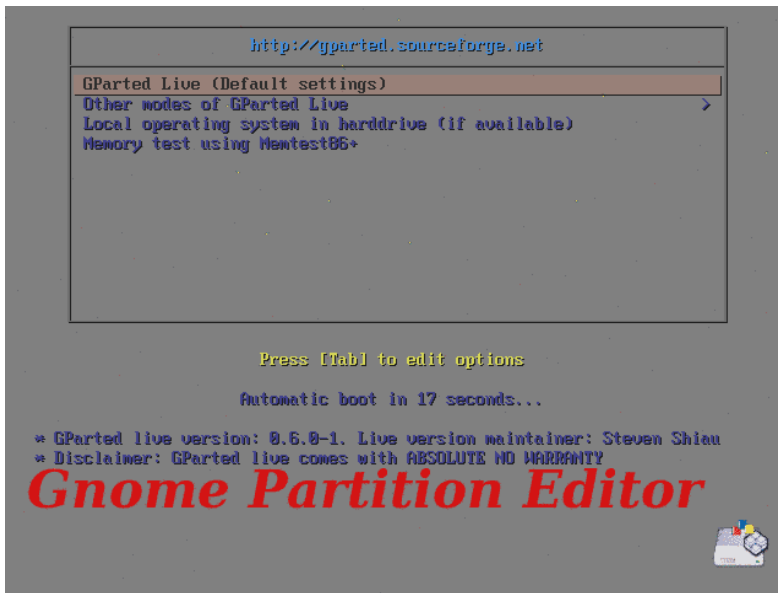 http://gparted.sourceforge.net
GParted Live (Default settings)
Other modes of GParted Live >
Local operating system in harddrive (if available)
Memory test using Memtest86+
Press [Tab] to edit options
Automatic boot in 17 seconds...
* GParted live version: 0.6.0-1. Live version maintainer: Steven Shiau
* Disclaimer: GParted live comes with ABSOLUTE NO WARRANTY
Gnome Partition Editor